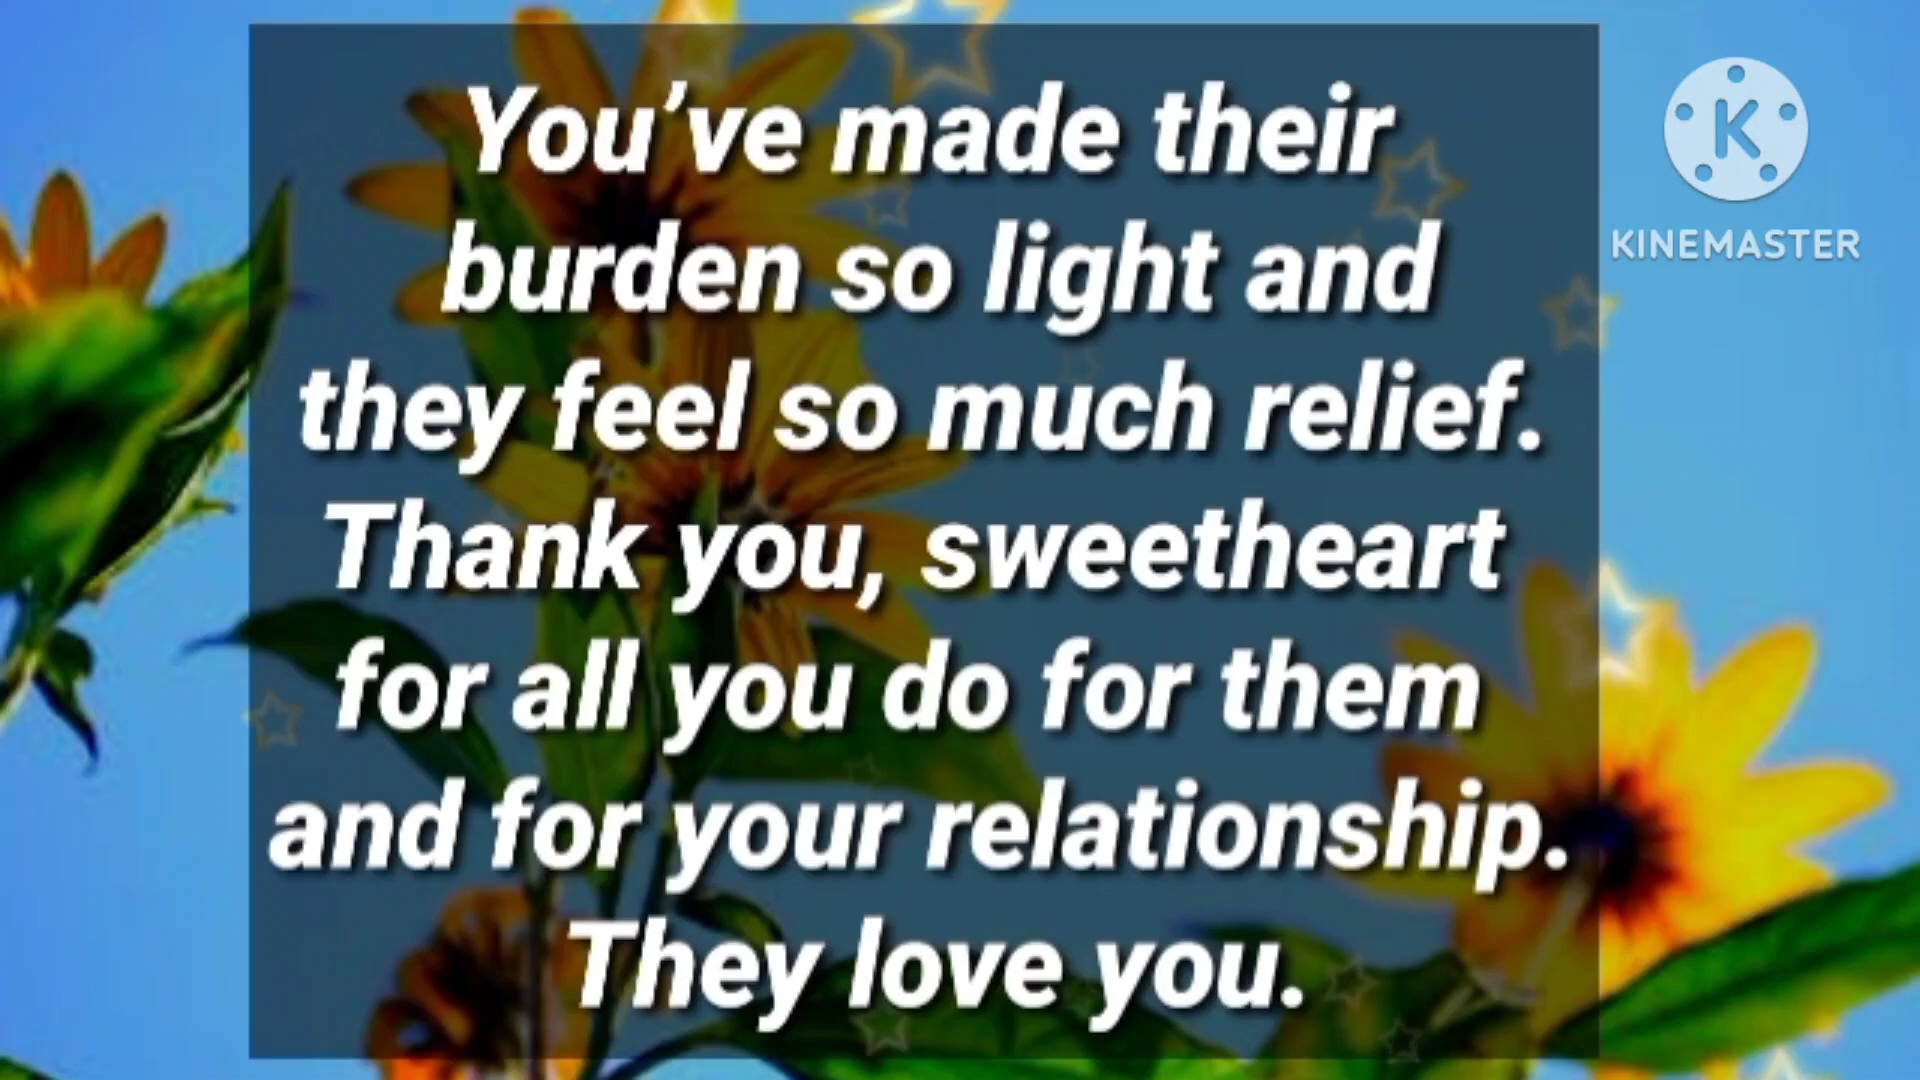 You've made their
burden so light and
they feel so much relief.
Thank you, sweetheart
for all you do for them
and for your relationship.
They love you.
K
KINEMASTER